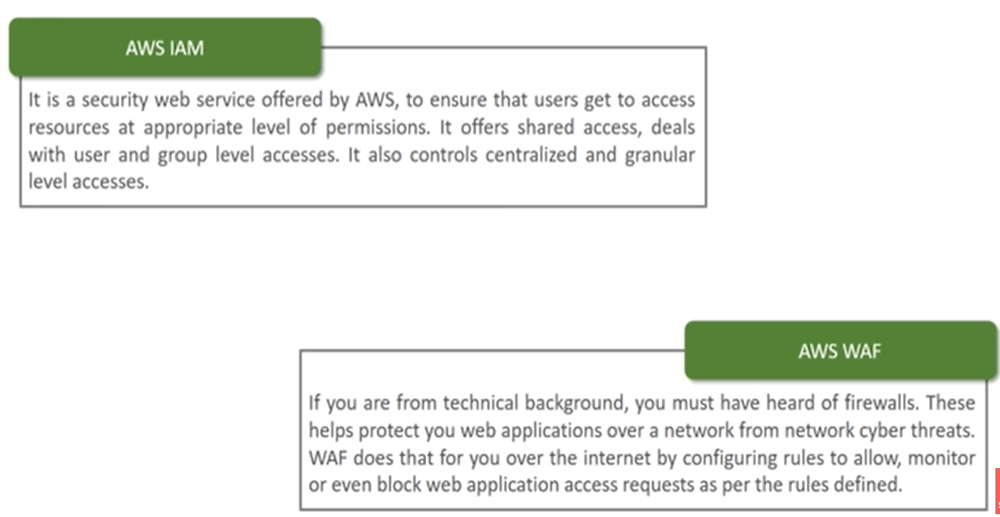 AWS IAM
It is a security web service offered by AWS, to ensure that users get to access
resources at appropriate level of permissions. It offers shared access, deals
with user and group level accesses. It also controls centralized and granular
level accesses.
AWS WAF
If you are from technical background, you must have heard of firewalls. These
helps protect you web applications over a network from network cyber threats.
WAF does that for you over the internet by configuring rules to allow, monitor
or even block web application access requests as per the rules defined.